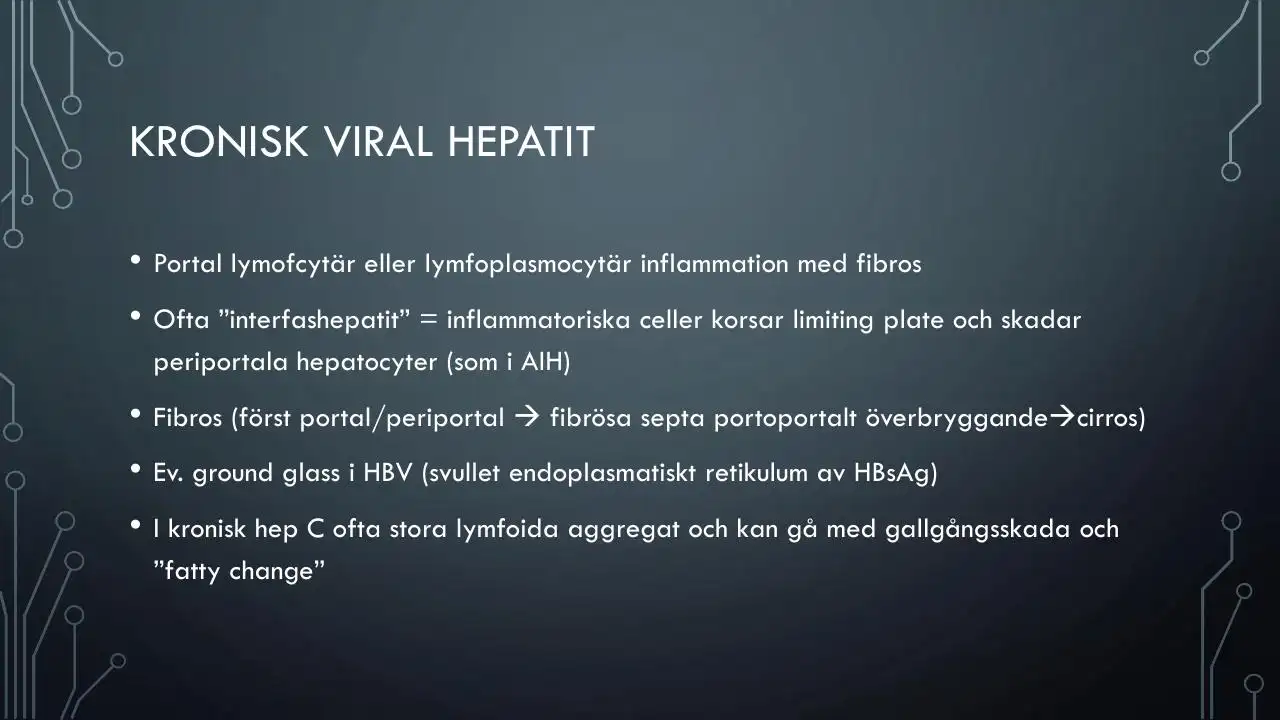 KRONISK VIRAL HEPATIT
• Portal lymofcytär eller lymfoplasmocytär inflammation med fibros
• Ofta ”interfashepatit” = inflammatoriska celler korsar limiting plate och skadar
periportala hepatocyter (som i AIH)
• Fibros (först portal/periportal → fibrösa septa portoportalt överbryggande→cirros)
• Ev. ground glass i HBV (svullet endoplasmatiskt retikulum av HBsAg)
• I kronisk hep C ofta stora lymfoida aggregat och kan gå med gallgångsskada och
”fatty change”